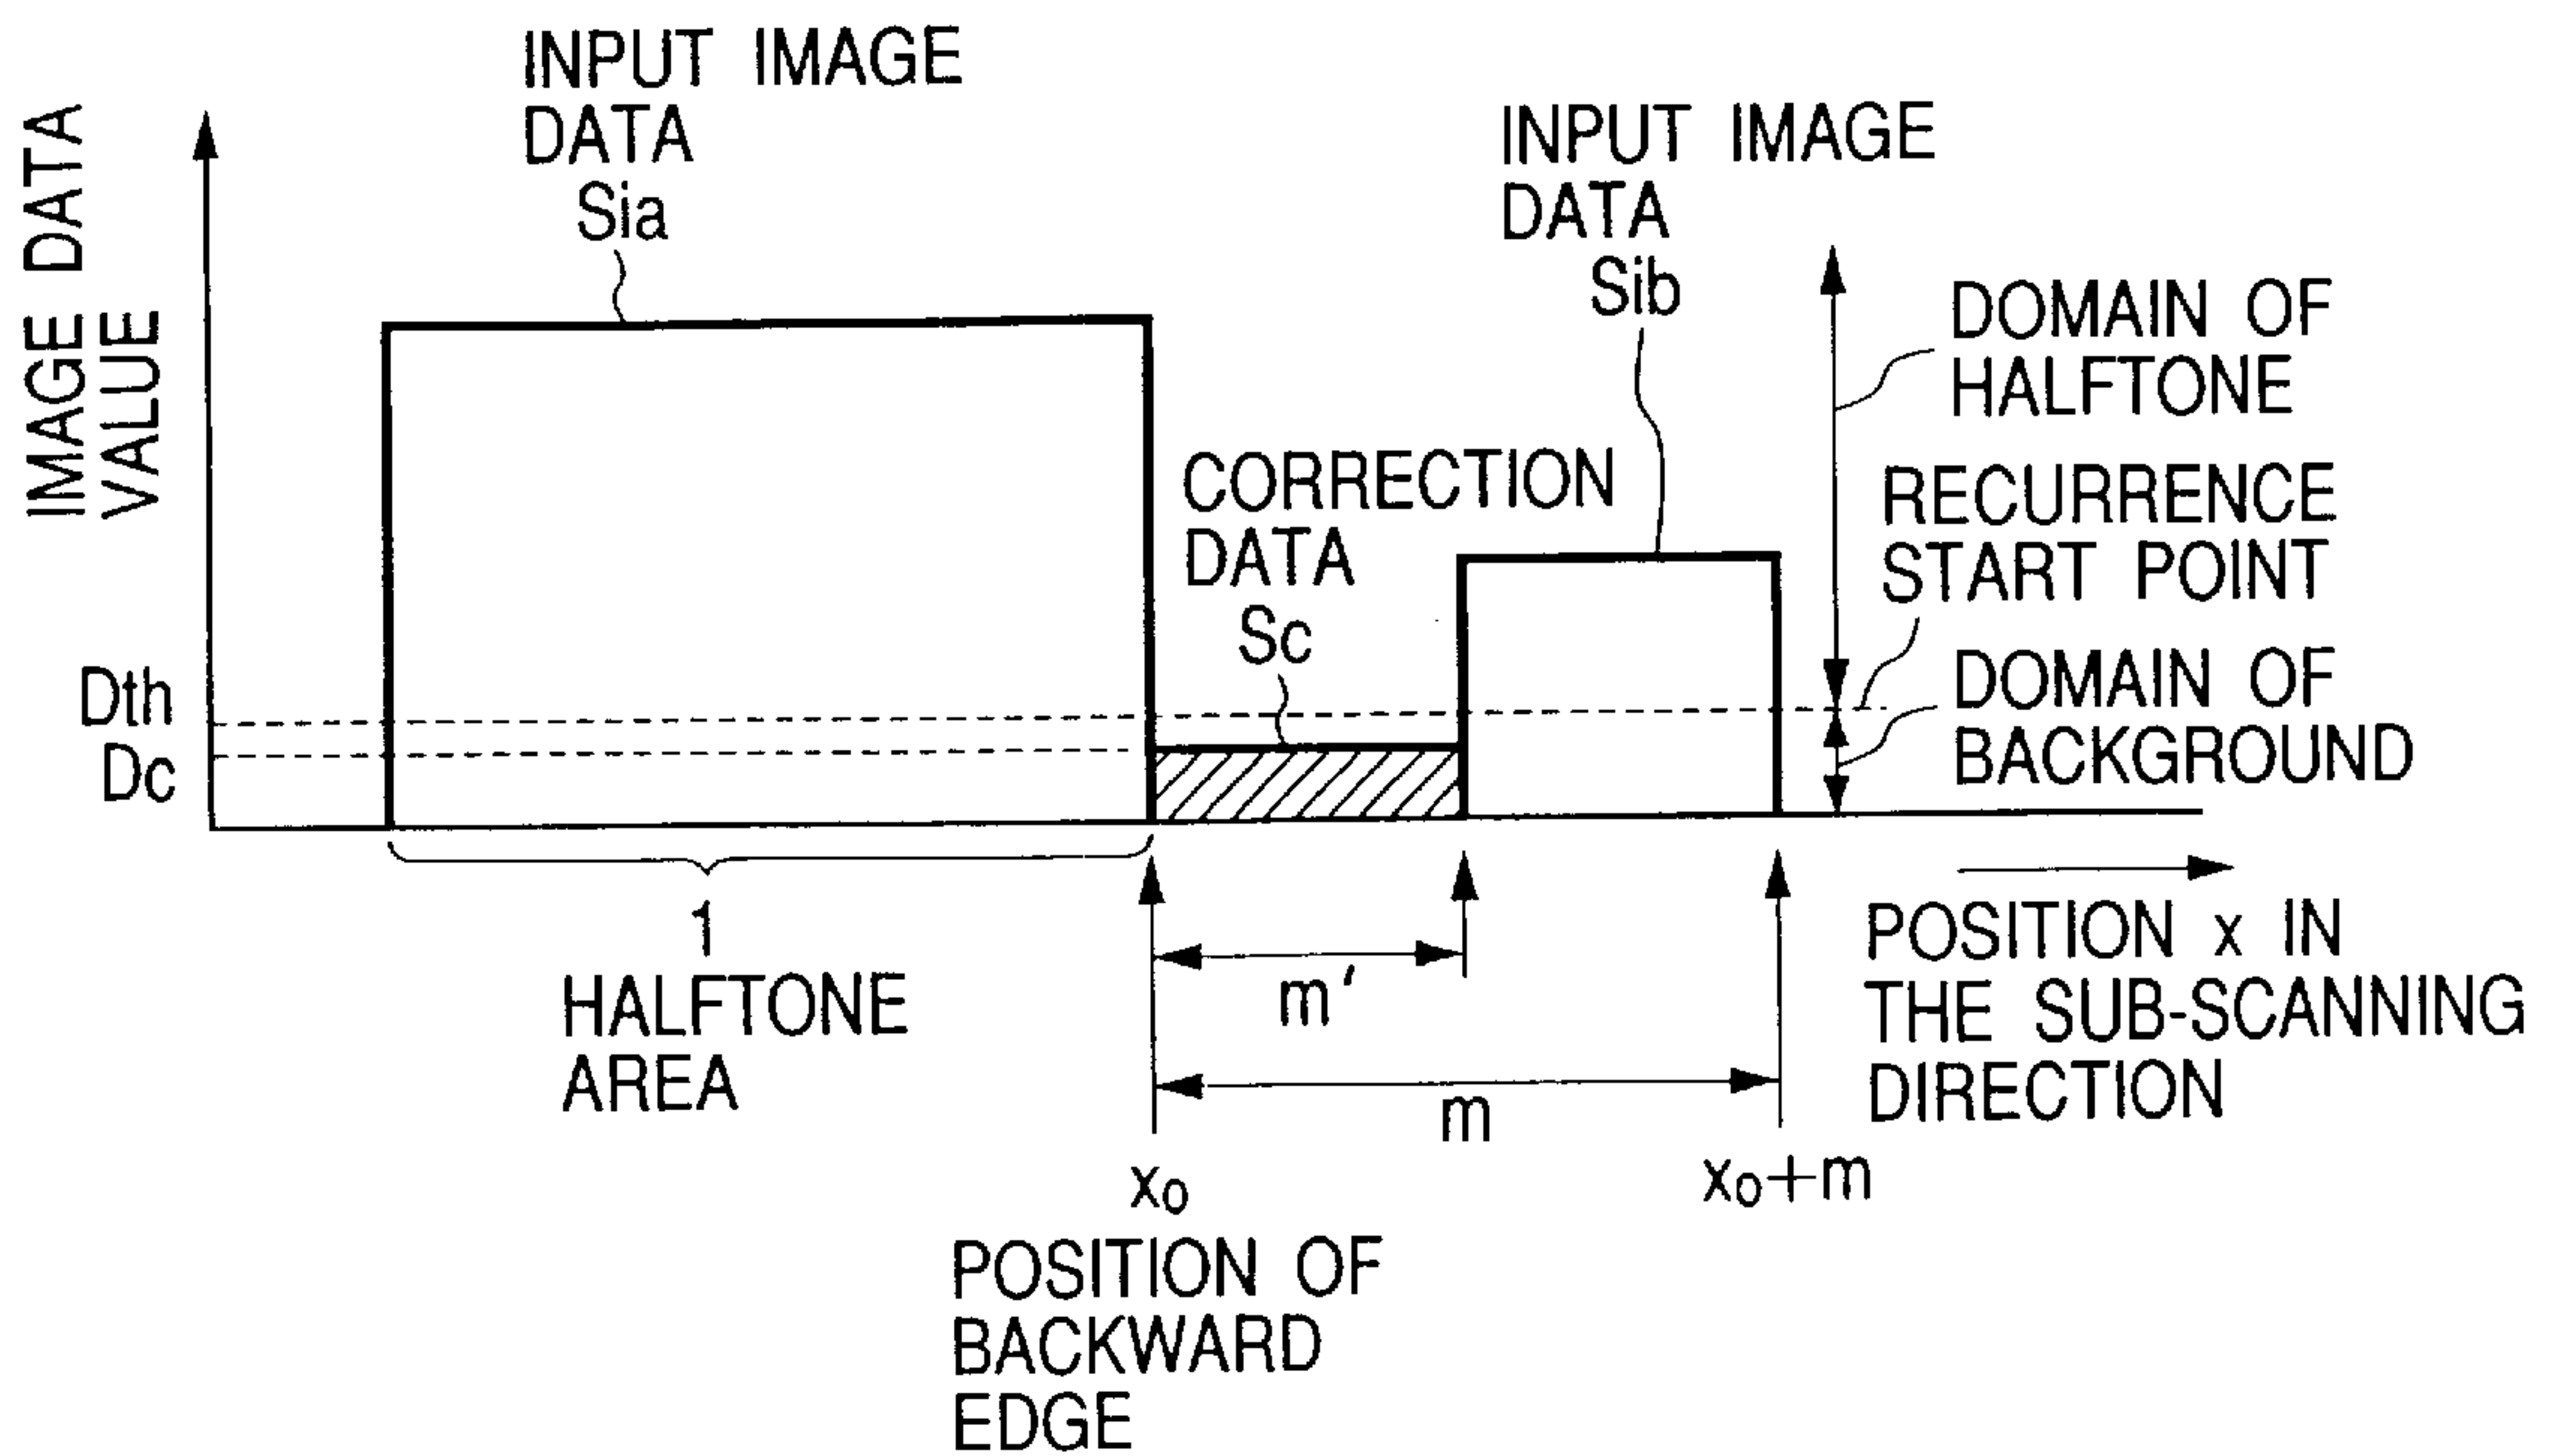 INPUT IMAGE
DATA
Sia
INPUT IMAGE
DATA
Sib
IMAGE DATA
VALUE
DOMAIN OF
HALFTONE
CORRECTION
DATA
Sc
RECURRENCE
START POINT
Dth
Dc
DOMAIN OF
BACKGROUND
1
HALFTONE
AREA
m'
m
x₀
POSITION OF
BACKWARD
EDGE
x₀+m
POSITION x IN
THE SUB-SCANNING
DIRECTION